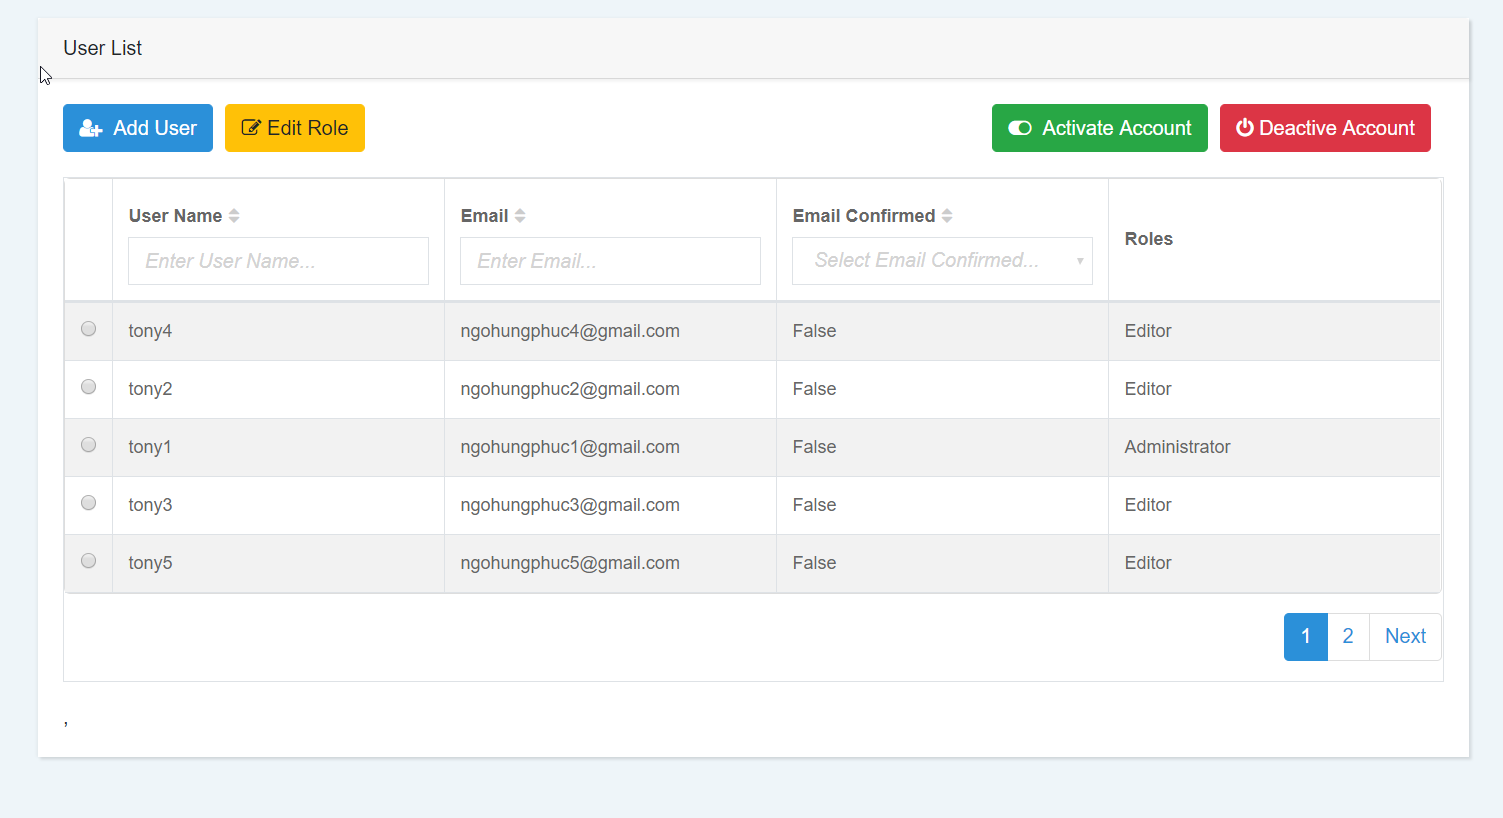 User List
Add User Edit Role Activate Account Deactive Account
User Name Email Email Confirmed Roles
Enter User Name... Enter Email... Select Email Confirmed...
tony4 ngohungphuc4@gmail.com False Editor
tony2 ngohungphuc2@gmail.com False Editor
tony1 ngohungphuc1@gmail.com False Administrator
tony3 ngohungphuc3@gmail.com False Editor
tony5 ngohungphuc5@gmail.com False Editor
1 2 Next
,